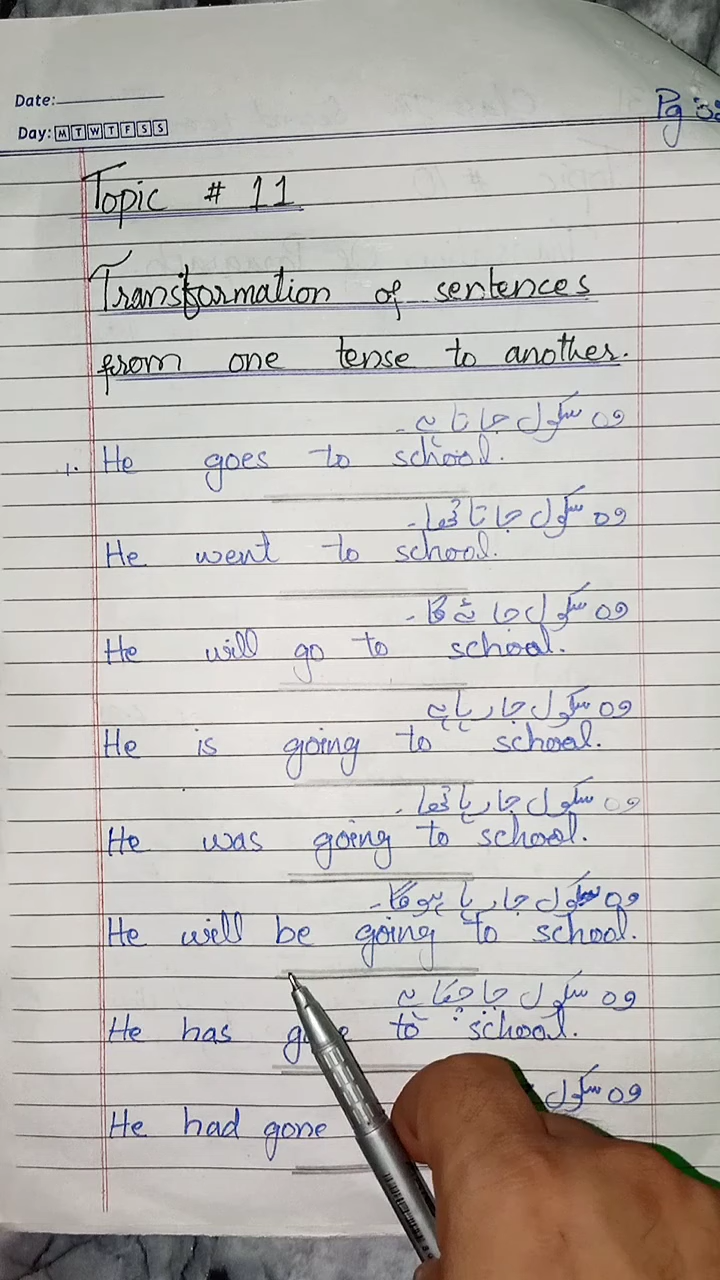 Date:
Pg
Day: M T W T F S S
Topic # 11
Transformation of sentences
from one tense to another.
وہ سکول جاتا ہے۔
1. He goes to school.
وہ سکول جاتا تھا۔
He went to school.
وہ سکول جائے گا۔
He will go to school.
وہ سکول جا رہا ہے
He is going to school.
وہ سکول جا رہا تھا۔
He was going to school.
وہ سکول جا رہا ہوگا۔
He will be going to school.
وہ سکول جا چکا ہے
He has gone to school.
وہ سکول
He had gone